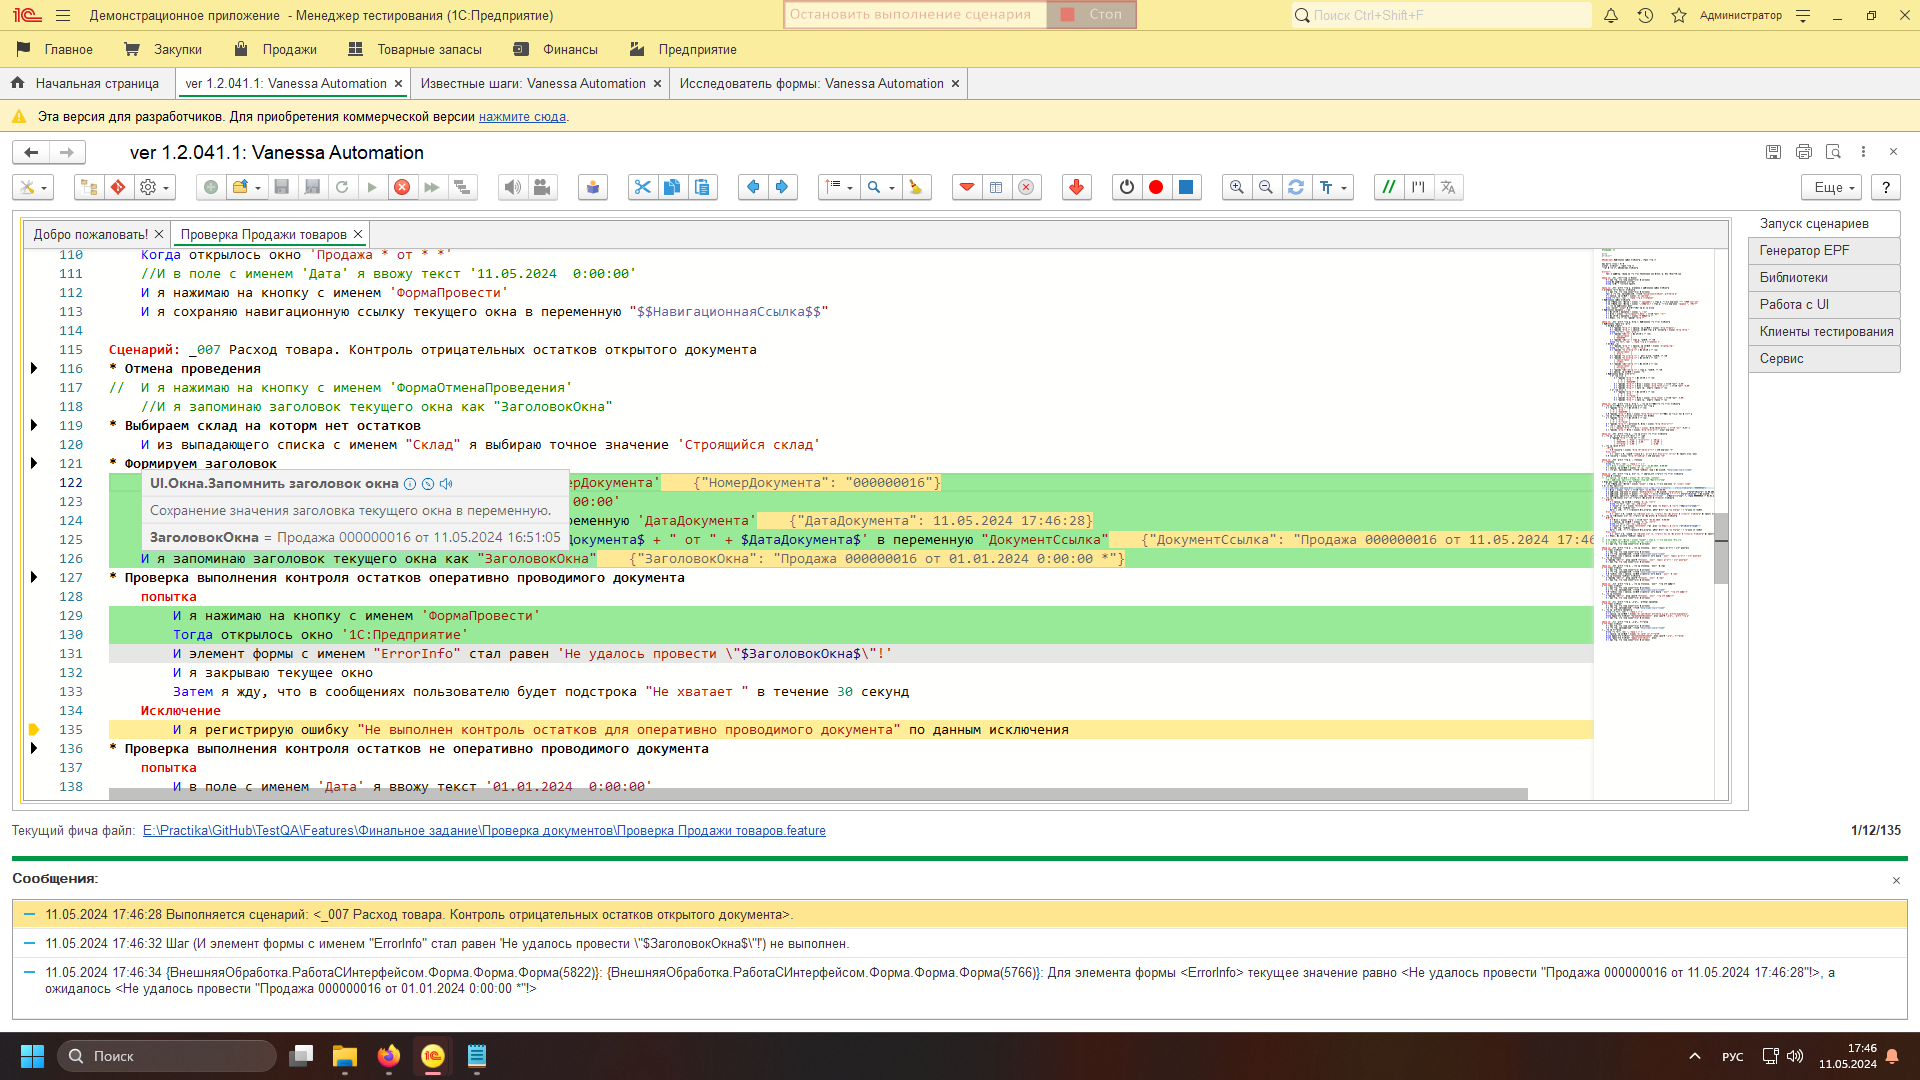 Демонстрационное приложение - Менеджер тестирования (1С:Предприятие)
Остановить выполнение сценария Стоп
Поиск Ctrl+Shift+F
Администратор
Главное Закупки Продажи Товарные запасы Финансы Предприятие
Начальная страница
ver 1.2.041.1: Vanessa Automation ×
Известные шаги: Vanessa Automation ×
Исследователь формы: Vanessa Automation ×
Эта версия для разработчиков. Для приобретения коммерческой версии нажмите сюда.
ver 1.2.041.1: Vanessa Automation
Еще ?
Добро пожаловать! ×
Проверка Продажи товаров ×
110 Когда открылось окно 'Продажа * от * *'
111 //И в поле с именем 'Дата' я ввожу текст '11.05.2024  0:00:00'
112 И я нажимаю на кнопку с именем 'ФормаПровести'
113 И я сохраняю навигационную ссылку текущего окна в переменную "$$НавигационнаяСсылка$$"
114
115 Сценарий: _007 Расход товара. Контроль отрицательных остатков открытого документа
116 * Отмена проведения
117 //  И я нажимаю на кнопку с именем 'ФормаОтменаПроведения'
118 //И я запоминаю заголовок текущего окна как "ЗаголовокОкна"
119 * Выбираем склад на которм нет остатков
120 И из выпадающего списка с именем "Склад" я выбираю точное значение 'Строящийся склад'
121 * Формируем заголовок
UI.Окна.Запомнить заголовок окна
Сохранение значения заголовка текущего окна в переменную.
ЗаголовокОкна = Продажа 000000016 от 11.05.2024 16:51:05
122 ерДокумента' {"НомерДокумента": "000000016"}
123 00:00'
124 ременную 'ДатаДокумента' {"ДатаДокумента": 11.05.2024 17:46:28}
125 Документа$ + " от " + $ДатаДокумента$' в переменную "ДокументСсылка" {"ДокументСсылка": "Продажа 000000016 от 11.05.2024 17:46
126 И я запоминаю заголовок текущего окна как "ЗаголовокОкна" {"ЗаголовокОкна": "Продажа 000000016 от 01.01.2024 0:00:00 *"}
127 * Проверка выполнения контроля остатков оперативно проводимого документа
128 попытка
129 И я нажимаю на кнопку с именем 'ФормаПровести'
130 Тогда открылось окно '1С:Предприятие'
131 И элемент формы с именем "ErrorInfo" стал равен 'Не удалось провести \"$ЗаголовокОкна$\"!'
132 И я закрываю текущее окно
133 Затем я жду, что в сообщениях пользователю будет подстрока "Не хватает " в течение 30 секунд
134 Исключение
135 И я регистрирую ошибку "Не выполнен контроль остатков для оперативно проводимого документа" по данным исключения
136 * Проверка выполнения контроля остатков не оперативно проводимого документа
137 попытка
138 И в поле с именем 'Дата' я ввожу текст '01.01.2024  0:00:00'
Запуск сценариев
Генератор EPF
Библиотеки
Работа с UI
Клиенты тестирования
Сервис
Текущий фича файл: E:\Practika\GitHub\TestQA\Features\Финальное задание\Проверка документов\Проверка Продажи товаров.feature
1/12/135
Сообщения:
11.05.2024 17:46:28 Выполняется сценарий: <_007 Расход товара. Контроль отрицательных остатков открытого документа>.
11.05.2024 17:46:32 Шаг (И элемент формы с именем "ErrorInfo" стал равен 'Не удалось провести \"$ЗаголовокОкна$\"!') не выполнен.
11.05.2024 17:46:34 {ВнешняяОбработка.РаботаСИнтерфейсом.Форма.Форма.Форма(5822)}: {ВнешняяОбработка.РаботаСИнтерфейсом.Форма.Форма.Форма(5766)}: Для элемента формы <ErrorInfo> текущее значение равно <Не удалось провести "Продажа 000000016 от 11.05.2024 17:46:28"!>, а
ожидалось <Не удалось провести "Продажа 000000016 от 01.01.2024 0:00:00 *"!>
Поиск
РУС
17:46
11.05.2024